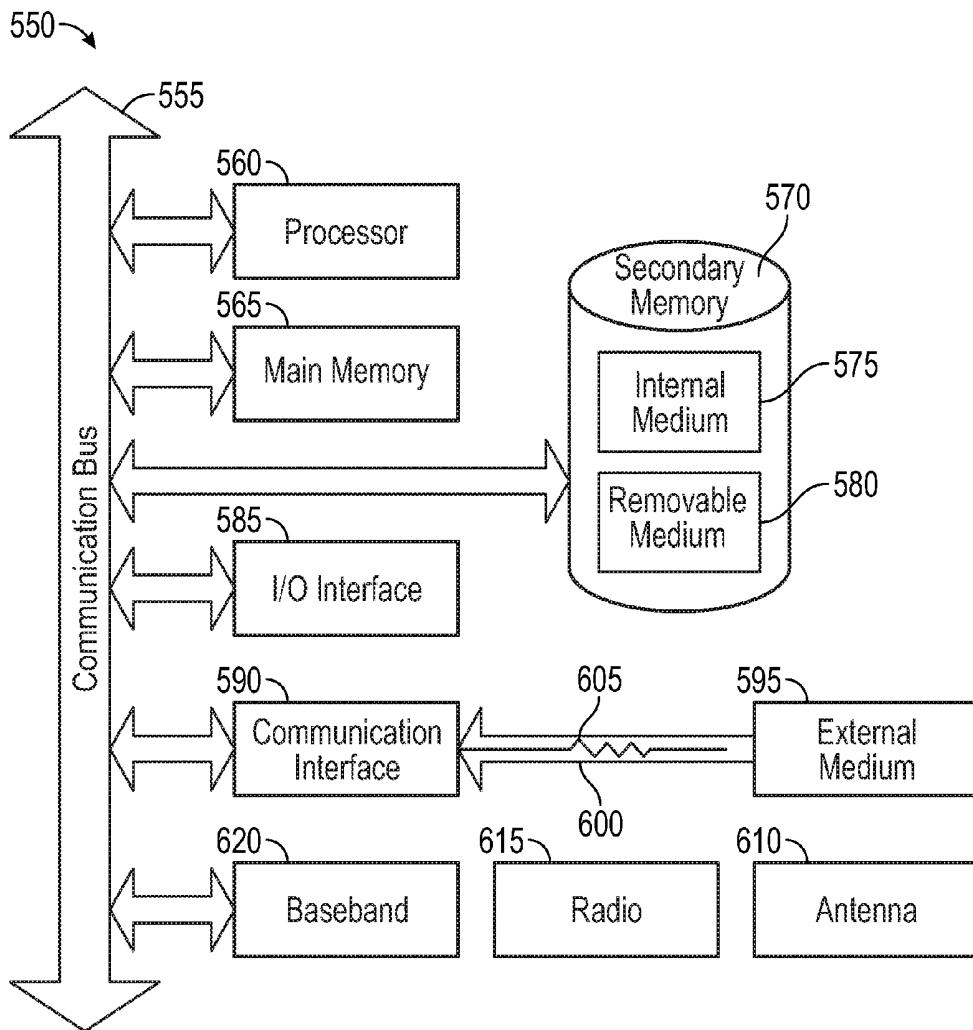 550
555
560
Processor
570
Secondary
Memory
565
Main Memory
Internal
Medium
575
Removable
Medium
580
585
I/O Interface
Communication Bus
590
Communication
Interface
605
600
595
External
Medium
620
Baseband
615
Radio
610
Antenna